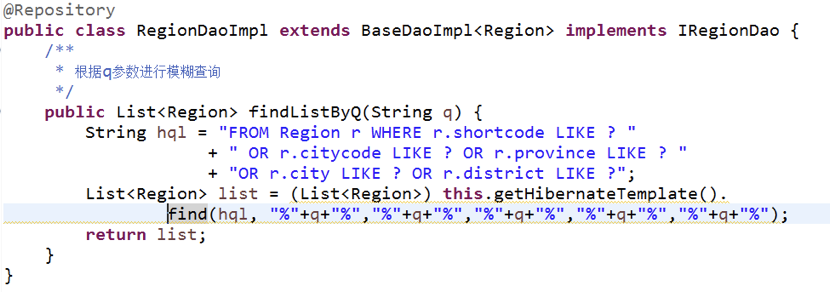 @Repository
public class RegionDaoImpl extends BaseDaoImpl<Region> implements IRegionDao {
/**
* 根据q参数进行模糊查询
*/
public List<Region> findListByQ(String q) {
String hql = "FROM Region r WHERE r.shortcode LIKE ? "
+ " OR r.citycode LIKE ? OR r.province LIKE ? "
+ "OR r.city LIKE ? OR r.district LIKE ?";
List<Region> list = (List<Region>) this.getHibernateTemplate().
find(hql, "%"+q+"%","%"+q+"%","%"+q+"%","%"+q+"%","%"+q+"%");
return list;
}
}